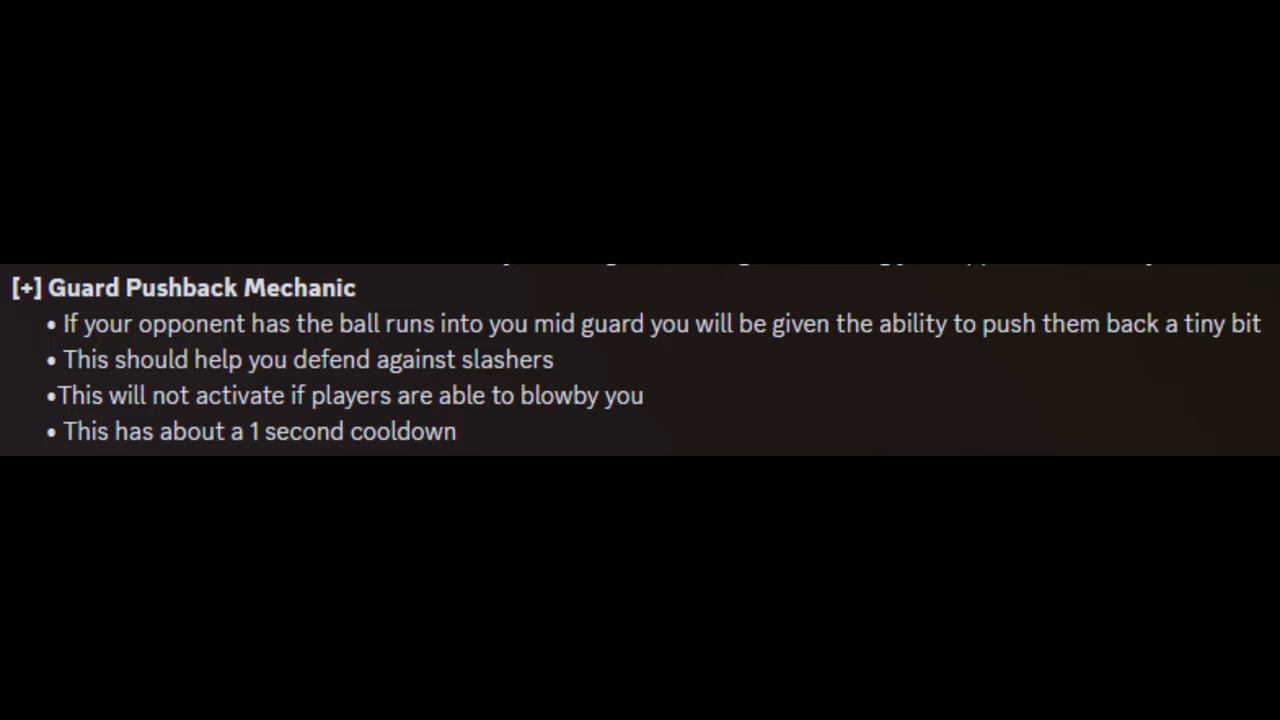 [+] Guard Pushback Mechanic
• If your opponent has the ball runs into you mid guard you will be given the ability to push them back a tiny bit
• This should help you defend against slashers
•This will not activate if players are able to blowby you
• This has about a 1 second cooldown